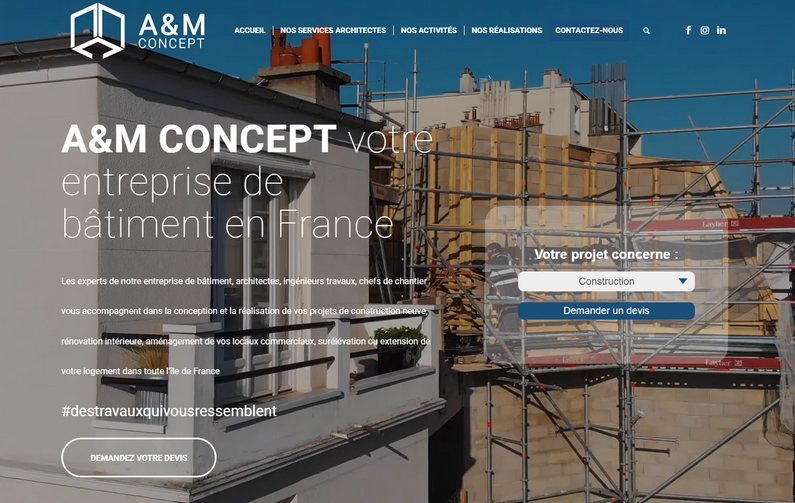 A&M
CONCEPT
ACCUEIL
NOS SERVICES ARCHITECTES
NOS ACTIVITÉS
NOS RÉALISATIONS
CONTACTEZ-NOUS
A&M CONCEPT votre
entreprise de
bâtiment en France
Les experts de notre entreprise de bâtiment, architectes, ingénieurs travaux, chefs de chantier
vous accompagnent dans la conception et la réalisation de vos projets de construction neuve,
rénovation intérieure, aménagement de vos locaux commerciaux, surélévation ou extension de
votre logement dans toute l'île de France
#destravauxquivousressemblent
DEMANDEZ VOTRE DEVIS
Votre projet concerne :
Construction
Demander un devis
Layher
Layher